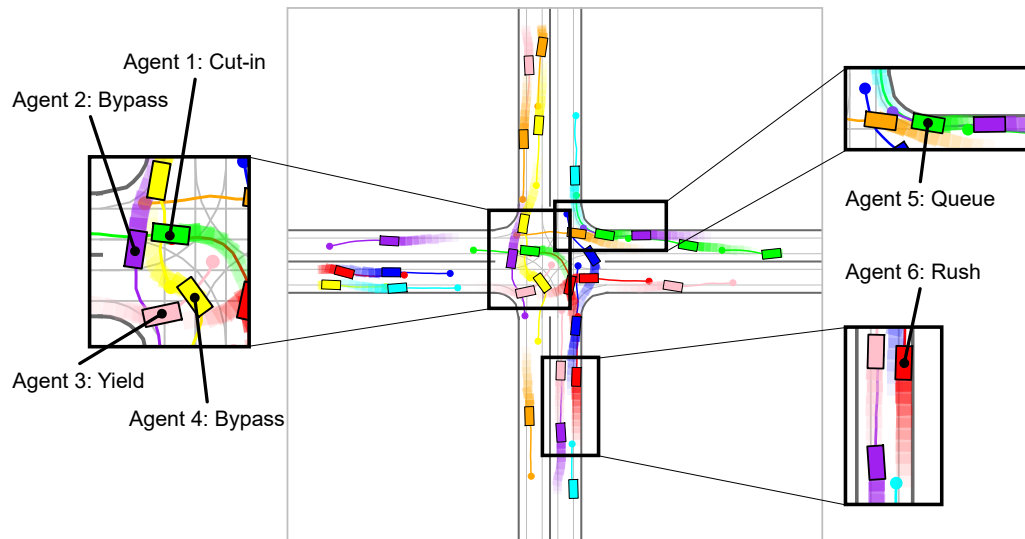 Agent 1: Cut-in
Agent 2: Bypass
Agent 3: Yield
Agent 4: Bypass
Agent 5: Queue
Agent 6: Rush